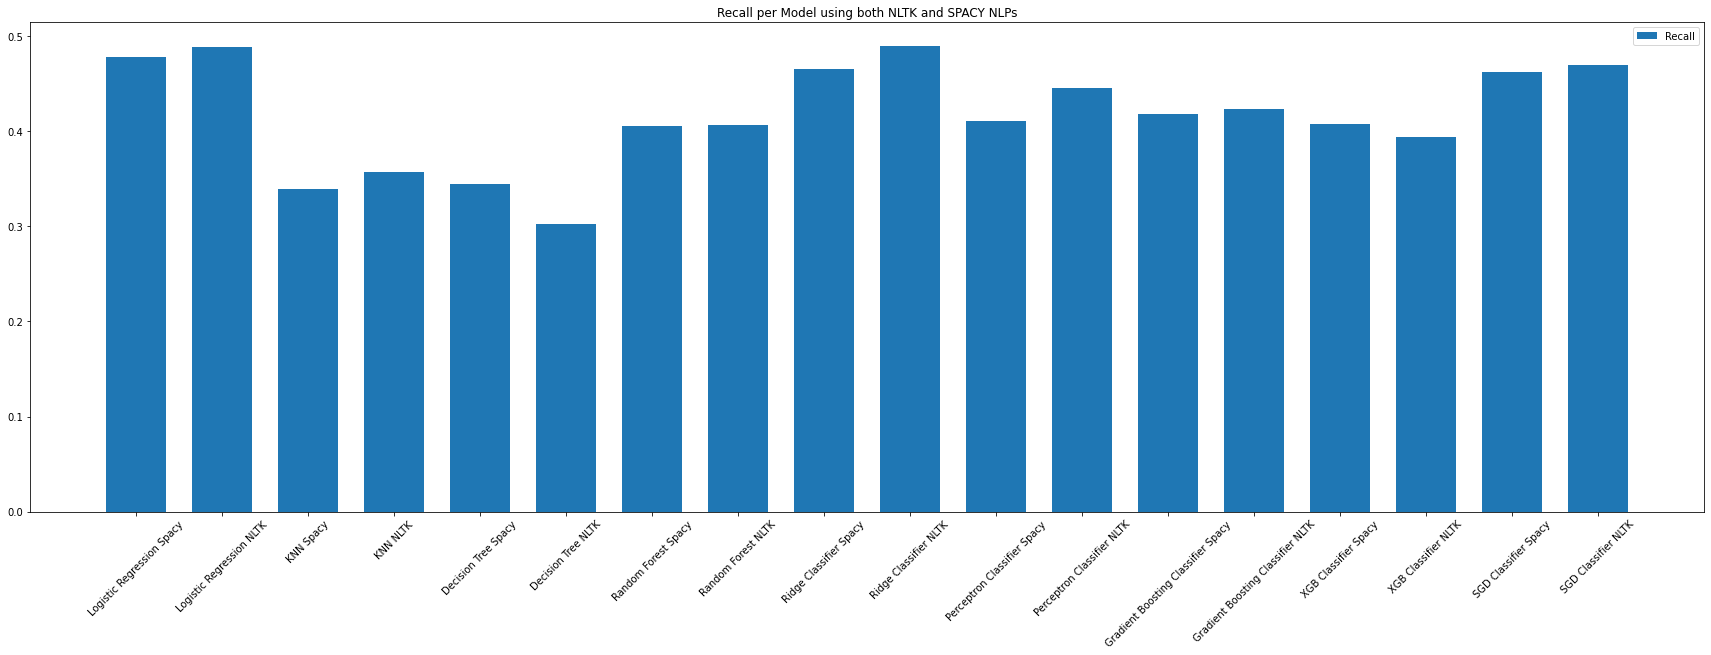 Recall per Model using both NLTK and SPACY NLPs
Recall
0.5
0.4
0.3
0.2
0.1
0.0
Logistic Regression Spacy
Logistic Regression NLTK
KNN Spacy
KNN NLTK
Decision Tree Spacy
Decision Tree NLTK
Random Forest Spacy
Random Forest NLTK
Ridge Classifier Spacy
Ridge Classifier NLTK
Perceptron Classifier Spacy
Perceptron Classifier NLTK
Gradient Boosting Classifier Spacy
Gradient Boosting Classifier NLTK
XGB Classifier Spacy
XGB Classifier NLTK
SGD Classifier Spacy
SGD Classifier NLTK